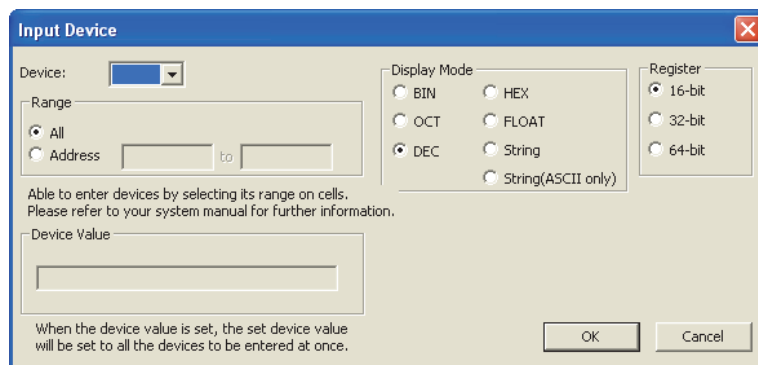 Input Device
Device:
Range
All
Address
to
Able to enter devices by selecting its range on cells.
Please refer to your system manual for further information.
Device Value
When the device value is set, the set device value
will be set to all the devices to be entered at once.
Display Mode
BIN
HEX
OCT
FLOAT
DEC
String
String(ASCII only)
Register
16-bit
32-bit
64-bit
OK
Cancel